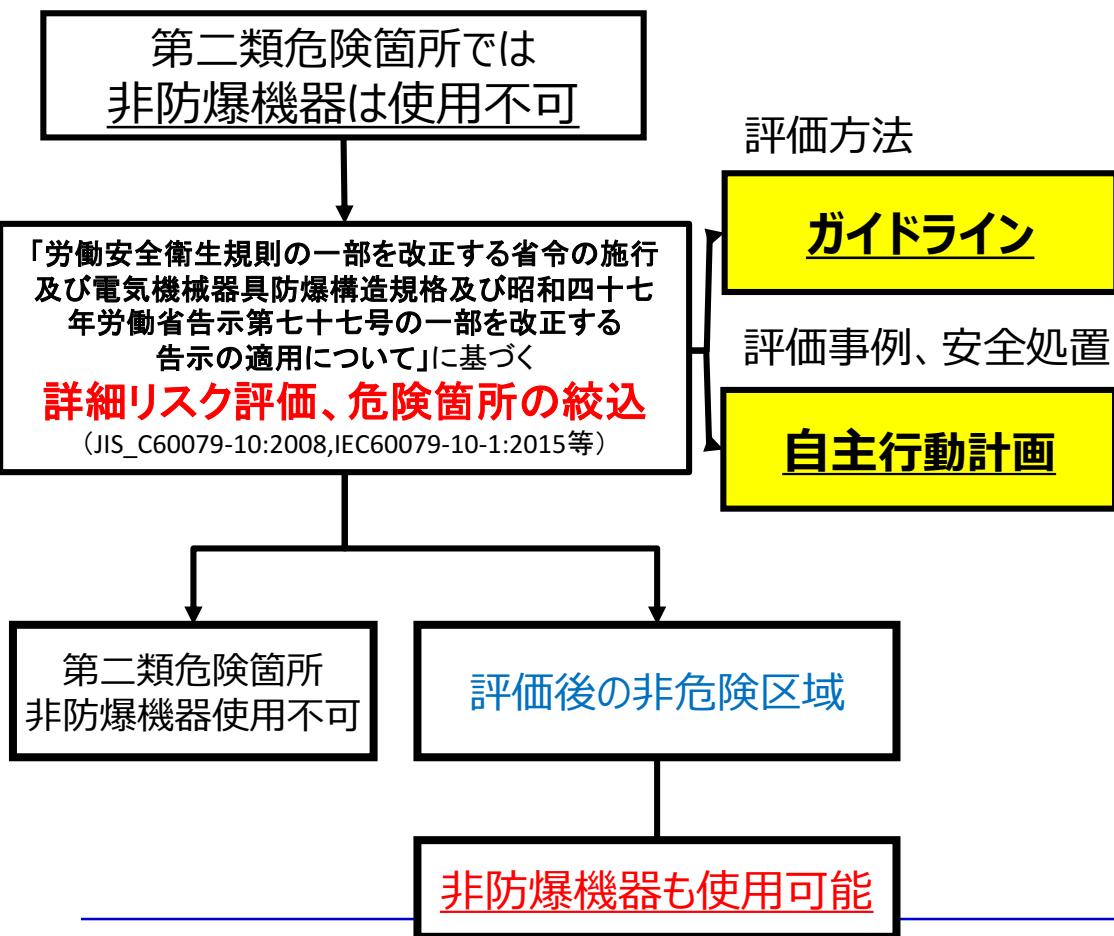 第二類危険箇所では
非防爆機器は使用不可
評価方法
ガイドライン
「労働安全衛生規則の一部を改正する省令の施行
及び電気機械器具防爆構造規格及び昭和四十七
年労働省告示第七十七号の一部を改正する
告示の適用について」に基づく
詳細リスク評価、危険箇所の絞込
（JIS_C60079-10:2008,IEC60079-10-1:2015等）
評価事例、安全処置
自主行動計画
第二類危険箇所
非防爆機器使用不可
評価後の非危険区域
非防爆機器も使用可能